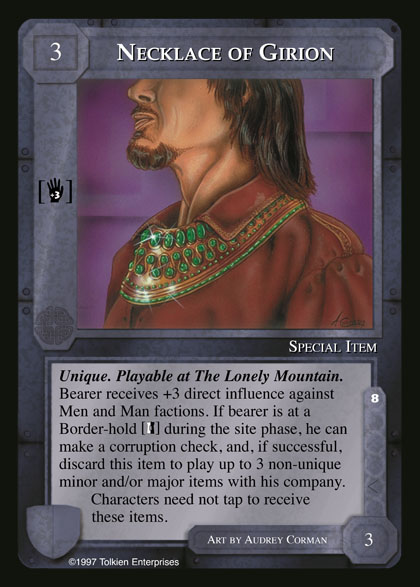 3
NECKLACE OF GIRION
+3
SPECIAL ITEM
Unique. Playable at The Lonely Mountain.
Bearer receives +3 direct influence against
Men and Man factions. If bearer is at a
Border-hold [] during the site phase, he can
make a corruption check, and, if successful,
discard this item to play up to 3 non-unique
minor and/or major items with his company.
Characters need not tap to receive
these items.
8
ART BY AUDREY CORMAN
3
©1997 Tolkien Enterprises